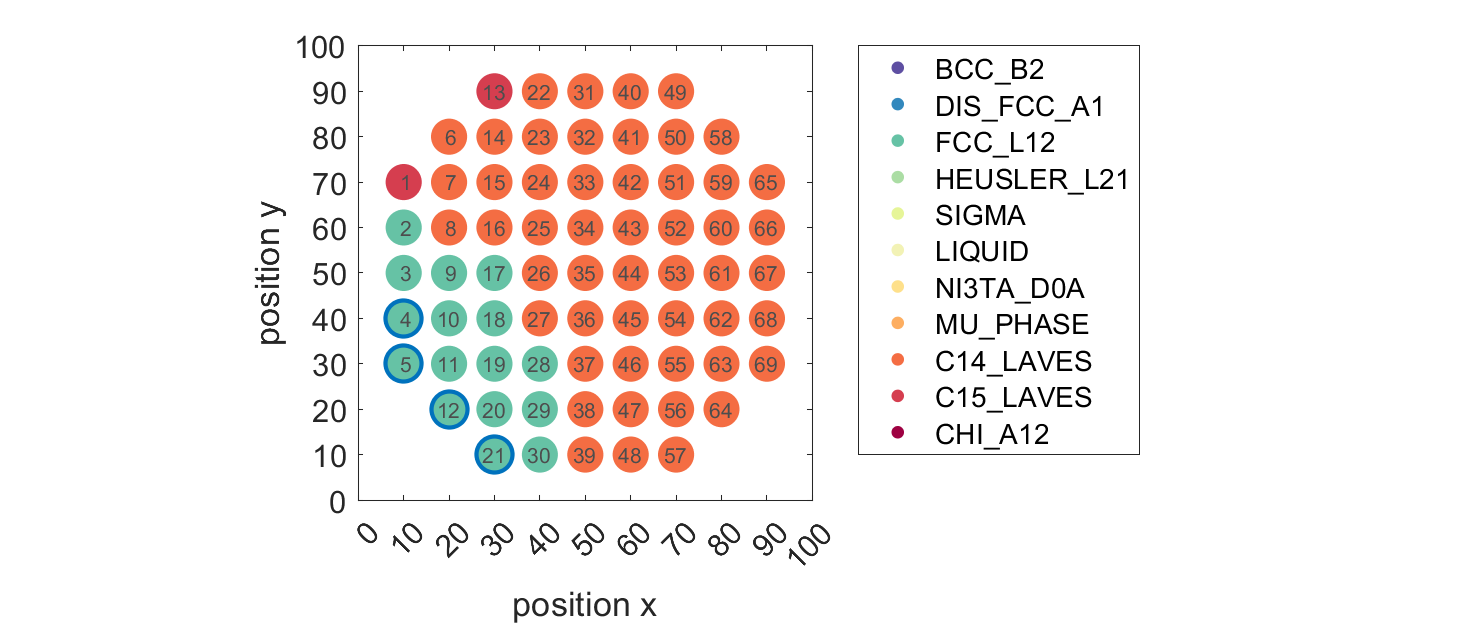 100
90
80
70
60
50
40
30
20
10
0
position y
13 22 31 40 49
6 14 23 32 41 50 58
1 7 15 24 33 42 51 59 65
2 8 16 25 34 43 52 60 66
3 9 17 26 35 44 53 61 67
4 10 18 27 36 45 54 62 68
5 11 19 28 37 46 55 63 69
12 20 29 38 47 56 64
21 30 39 48 57
0 10 20 30 40 50 60 70 80 90 100
position x
BCC_B2
DIS_FCC_A1
FCC_L12
HEUSLER_L21
SIGMA
LIQUID
NI3TA_D0A
MU_PHASE
C14_LAVES
C15_LAVES
CHI_A12